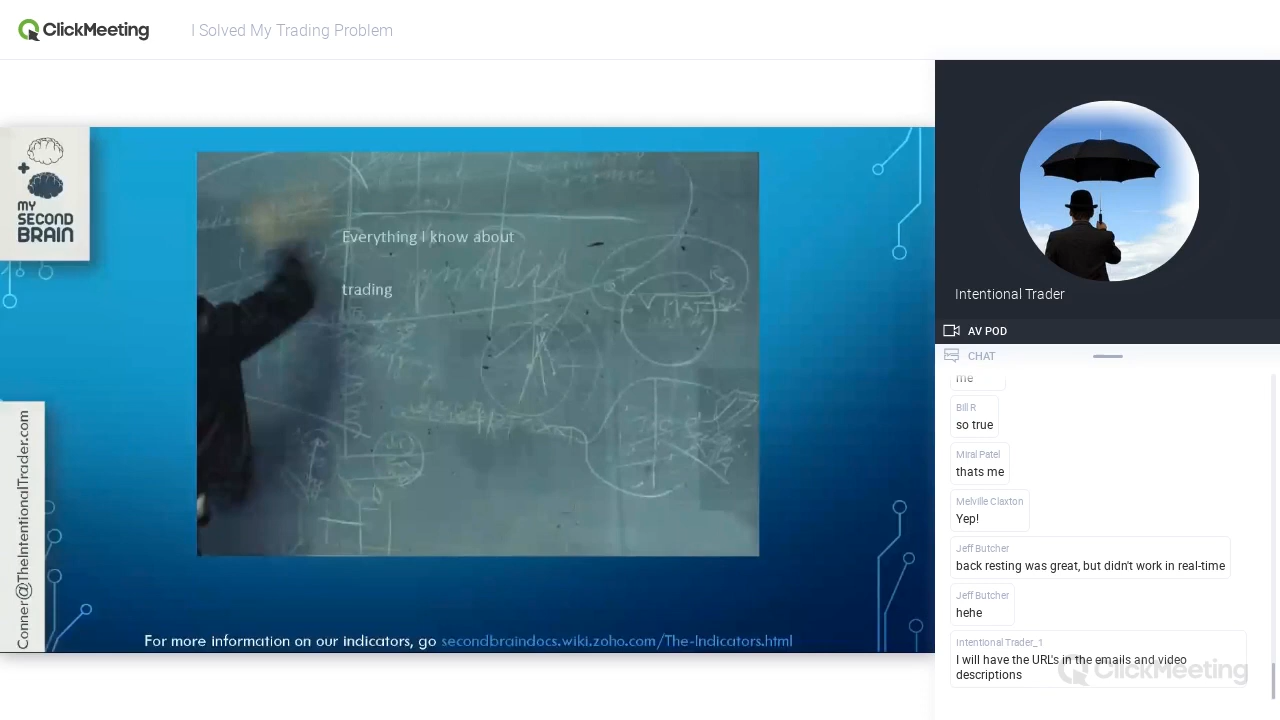 ClickMeeting
I Solved My Trading Problem
MY
SECOND
BRAIN
Conner@TheIntentionalTrader.com
Everything I know about
trading
For more information on our indicators, go secondbraindocs.wiki.zoho.com/The-Indicators.html
Intentional Trader
AV POD
CHAT
me
Bill R
so true
Miral Patel
thats me
Melville Claxton
Yep!
Jeff Butcher
back resting was great, but didn't work in real-time
Jeff Butcher
hehe
Intentional Trader_1
I will have the URL's in the emails and video
descriptions
ClickMeeting